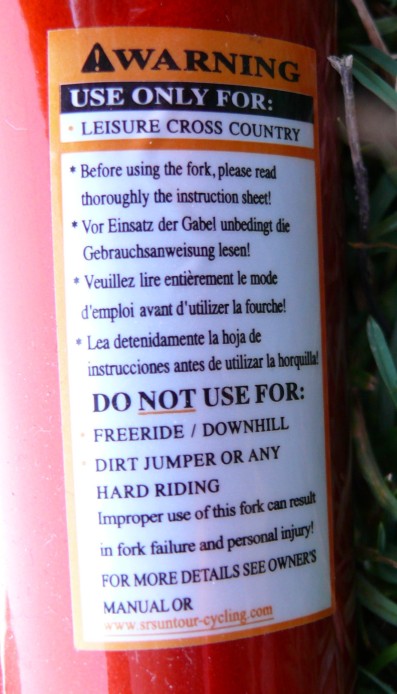 ⚠WARNING
USE ONLY FOR:
• LEISURE CROSS COUNTRY
* Before using the fork, please read
thoroughly the instruction sheet!
* Vor Einsatz der Gabel unbedingt die
Gebrauchsanweisung lesen!
* Veuillez lire entièrement le mode
d'emploi avant d'utilizer la fourche!
* Lea detenidamente la hoja de
instrucciones antes de utilizar la horquilla!
DO NOT USE FOR:
• FREERIDE / DOWNHILL
• DIRT JUMPER OR ANY
HARD RIDING
Improper use of this fork can result
in fork failure and personal injury!
FOR MORE DETAILS SEE OWNER'S
MANUAL OR
www.srsuntour-cycling.com